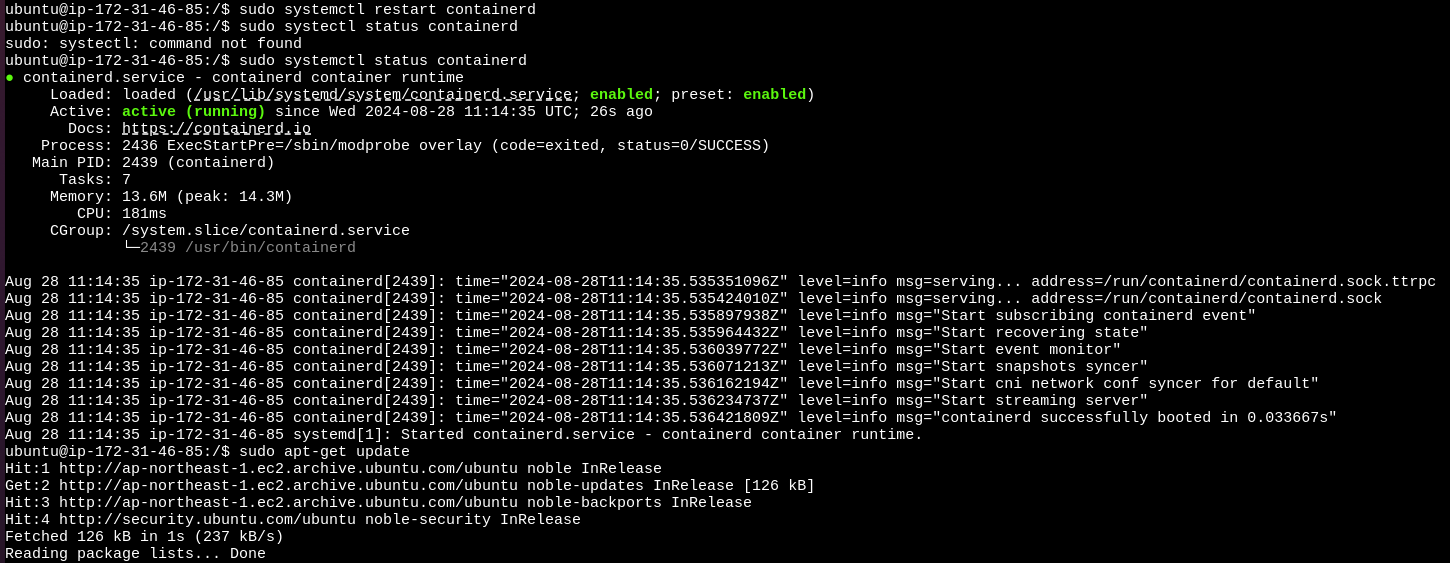 ubuntu@ip-172-31-46-85:/$ sudo systemctl restart containerd
ubuntu@ip-172-31-46-85:/$ sudo systectl status containerd
sudo: systectl: command not found
ubuntu@ip-172-31-46-85:/$ sudo systemctl status containerd
● containerd.service - containerd container runtime
     Loaded: loaded (/usr/lib/systemd/system/containerd.service; enabled; preset: enabled)
     Active: active (running) since Wed 2024-08-28 11:14:35 UTC; 26s ago
       Docs: https://containerd.io
    Process: 2436 ExecStartPre=/sbin/modprobe overlay (code=exited, status=0/SUCCESS)
   Main PID: 2439 (containerd)
      Tasks: 7
     Memory: 13.6M (peak: 14.3M)
        CPU: 181ms
     CGroup: /system.slice/containerd.service
             └─2439 /usr/bin/containerd
Aug 28 11:14:35 ip-172-31-46-85 containerd[2439]: time="2024-08-28T11:14:35.535351096Z" level=info msg=serving... address=/run/containerd/containerd.sock.ttrpc
Aug 28 11:14:35 ip-172-31-46-85 containerd[2439]: time="2024-08-28T11:14:35.535424010Z" level=info msg=serving... address=/run/containerd/containerd.sock
Aug 28 11:14:35 ip-172-31-46-85 containerd[2439]: time="2024-08-28T11:14:35.535897938Z" level=info msg="Start subscribing containerd event"
Aug 28 11:14:35 ip-172-31-46-85 containerd[2439]: time="2024-08-28T11:14:35.535964432Z" level=info msg="Start recovering state"
Aug 28 11:14:35 ip-172-31-46-85 containerd[2439]: time="2024-08-28T11:14:35.536039772Z" level=info msg="Start event monitor"
Aug 28 11:14:35 ip-172-31-46-85 containerd[2439]: time="2024-08-28T11:14:35.536071213Z" level=info msg="Start snapshots syncer"
Aug 28 11:14:35 ip-172-31-46-85 containerd[2439]: time="2024-08-28T11:14:35.536162194Z" level=info msg="Start cni network conf syncer for default"
Aug 28 11:14:35 ip-172-31-46-85 containerd[2439]: time="2024-08-28T11:14:35.536234737Z" level=info msg="Start streaming server"
Aug 28 11:14:35 ip-172-31-46-85 containerd[2439]: time="2024-08-28T11:14:35.536421809Z" level=info msg="containerd successfully booted in 0.033667s"
Aug 28 11:14:35 ip-172-31-46-85 systemd[1]: Started containerd.service - containerd container runtime.
ubuntu@ip-172-31-46-85:/$ sudo apt-get update
Hit:1 http://ap-northeast-1.ec2.archive.ubuntu.com/ubuntu noble InRelease
Get:2 http://ap-northeast-1.ec2.archive.ubuntu.com/ubuntu noble-updates InRelease [126 kB]
Hit:3 http://ap-northeast-1.ec2.archive.ubuntu.com/ubuntu noble-backports InRelease
Hit:4 http://security.ubuntu.com/ubuntu noble-security InRelease
Fetched 126 kB in 1s (237 kB/s)
Reading package lists... Done